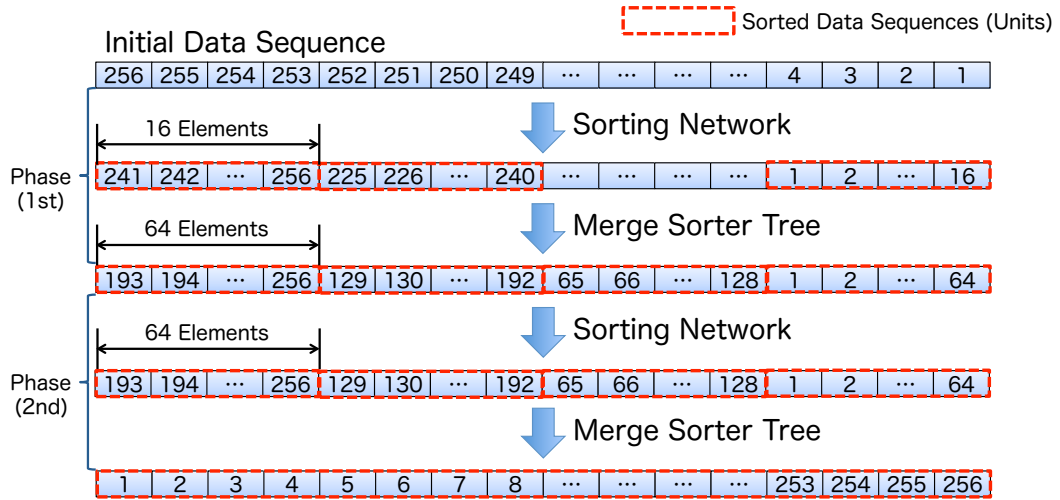 Sorted Data Sequences (Units)
Initial Data Sequence
256 255 254 253 252 251 250 249 ... ... ... ... 4 3 2 1
16 Elements
Sorting Network
Phase
(1st)
241 242 ... 256 225 226 ... 240 ... ... ... ... 1 2 ... 16
64 Elements
Merge Sorter Tree
193 194 ... 256 129 130 ... 192 65 66 ... 128 1 2 ... 64
64 Elements
Sorting Network
Phase
(2nd)
193 194 ... 256 129 130 ... 192 65 66 ... 128 1 2 ... 64
Merge Sorter Tree
1 2 3 4 5 6 7 8 ... ... ... ... 253 254 255 256